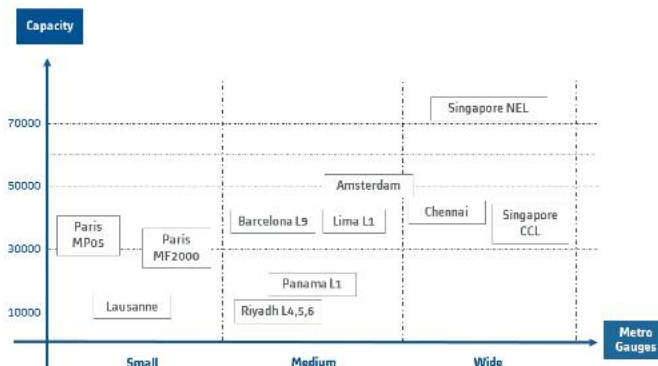 Capacity
Singapore NEL
70000
50000
Amsterdam
Paris
MP05
Barcelona L9
Lima L1
Chennai
Singapore
CCL
Paris
MF2000
30000
Panama L1
Lausanne
Riyadh L4,5,6
10000
Metro
Gauges
Small
Medium
Wide